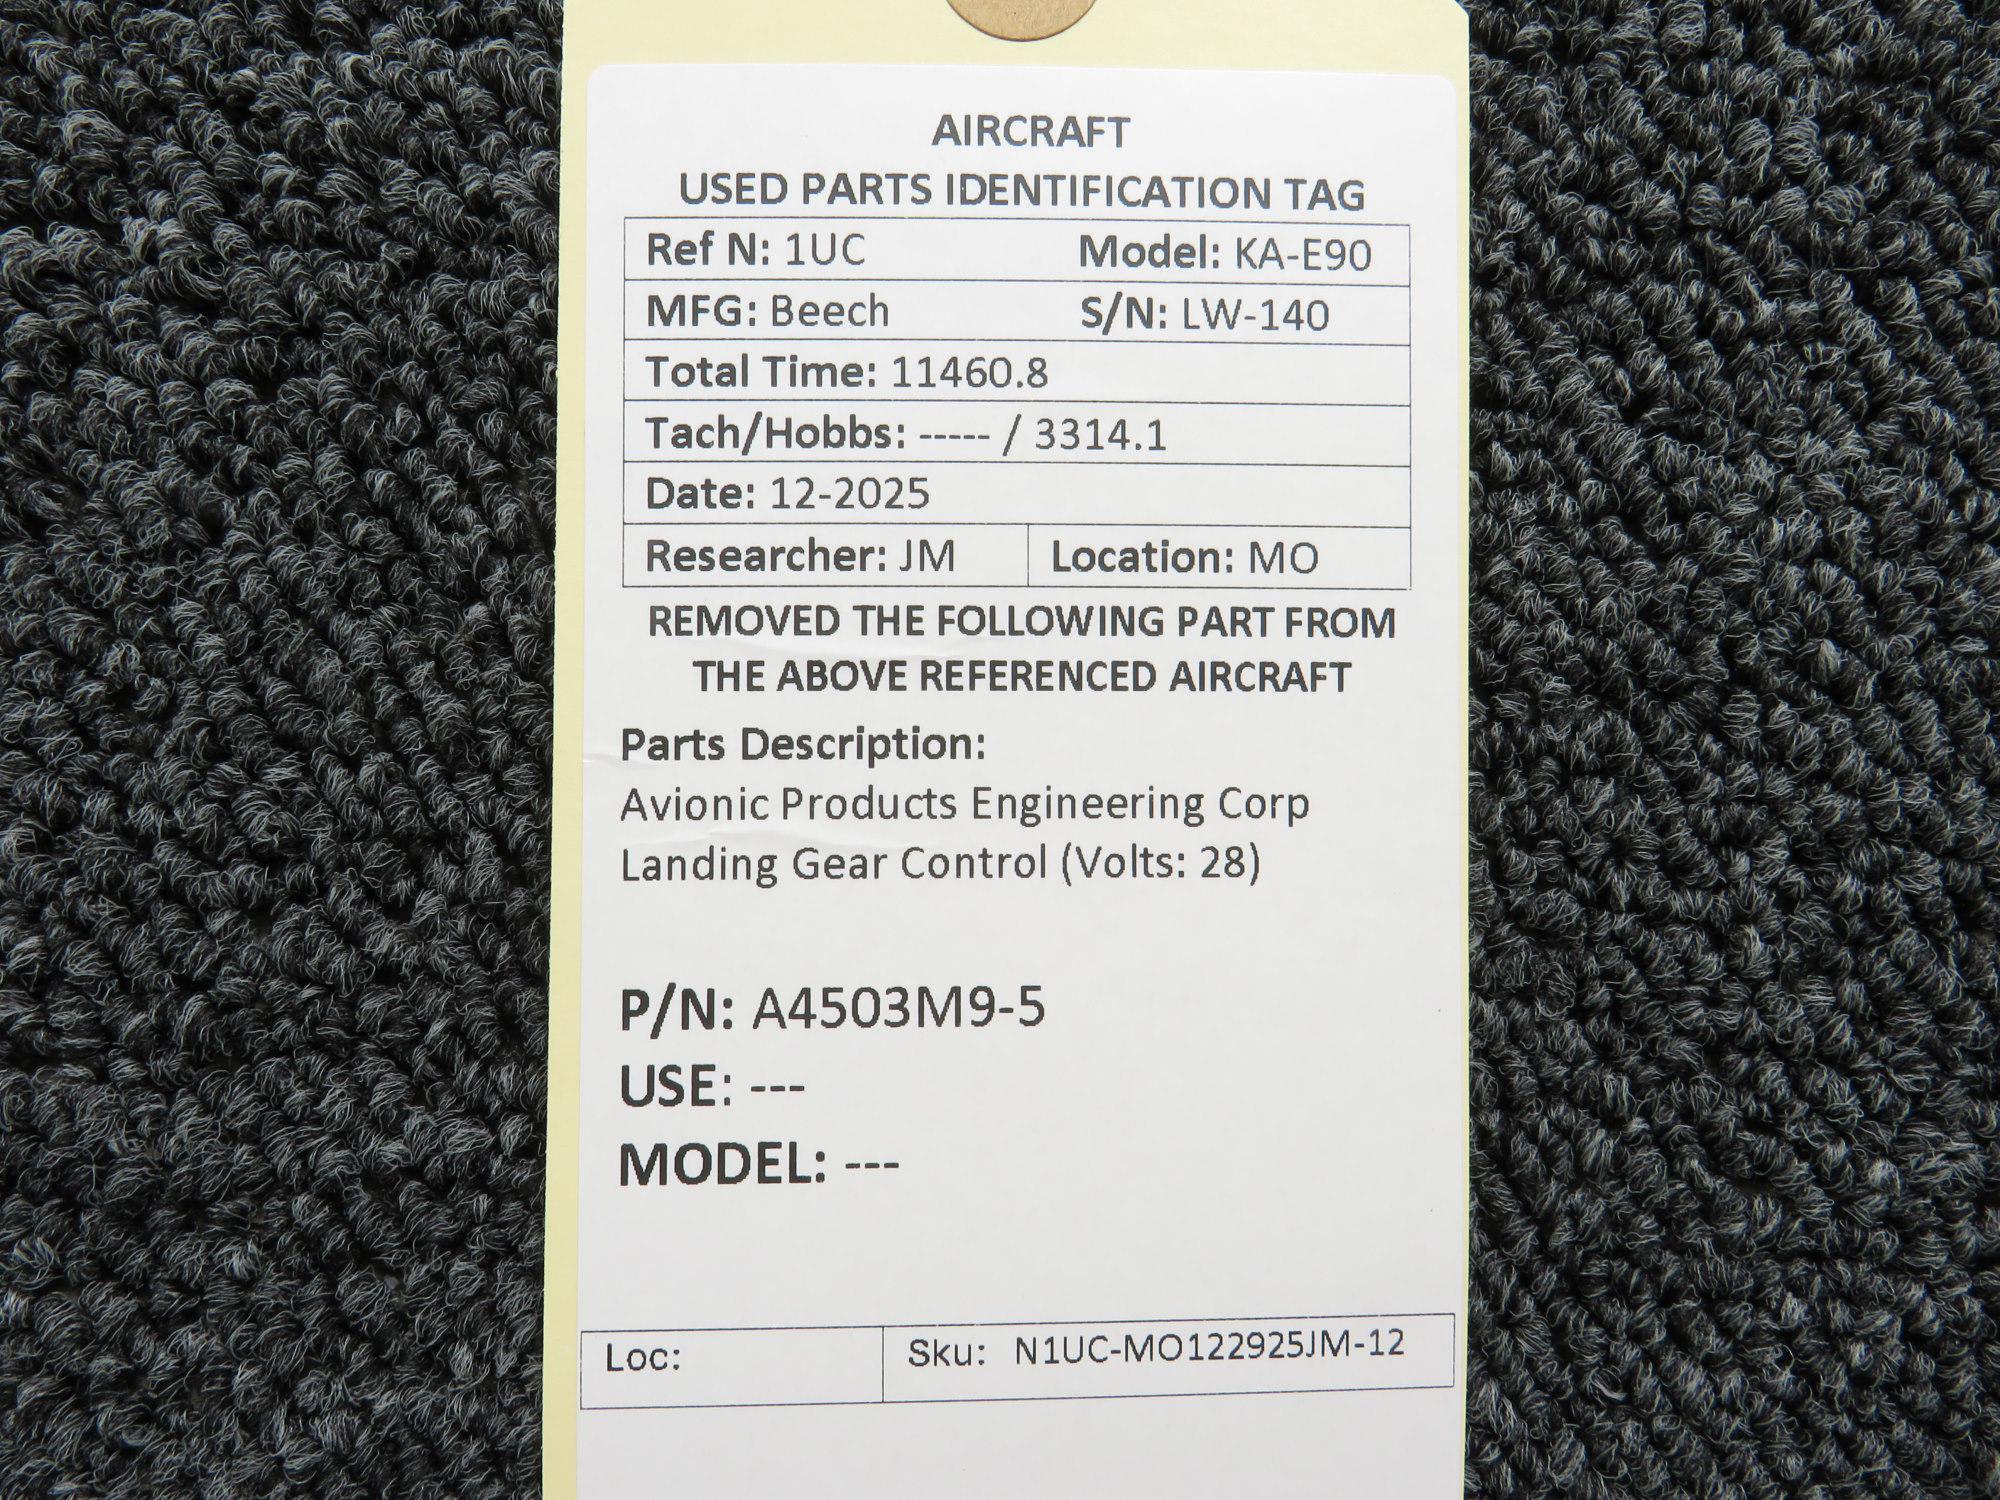 AIRCRAFT
USED PARTS IDENTIFICATION TAG
Ref N: 1UC Model: KA-E90
MFG: Beech S/N: LW-140
Total Time: 11460.8
Tach/Hobbs: ----- / 3314.1
Date: 12-2025
Researcher: JM Location: MO
REMOVED THE FOLLOWING PART FROM
THE ABOVE REFERENCED AIRCRAFT
Parts Description:
Avionic Products Engineering Corp
Landing Gear Control (Volts: 28)
P/N: A4503M9-5
USE: ---
MODEL: ---
Loc: Sku: N1UC-MO122925JM-12